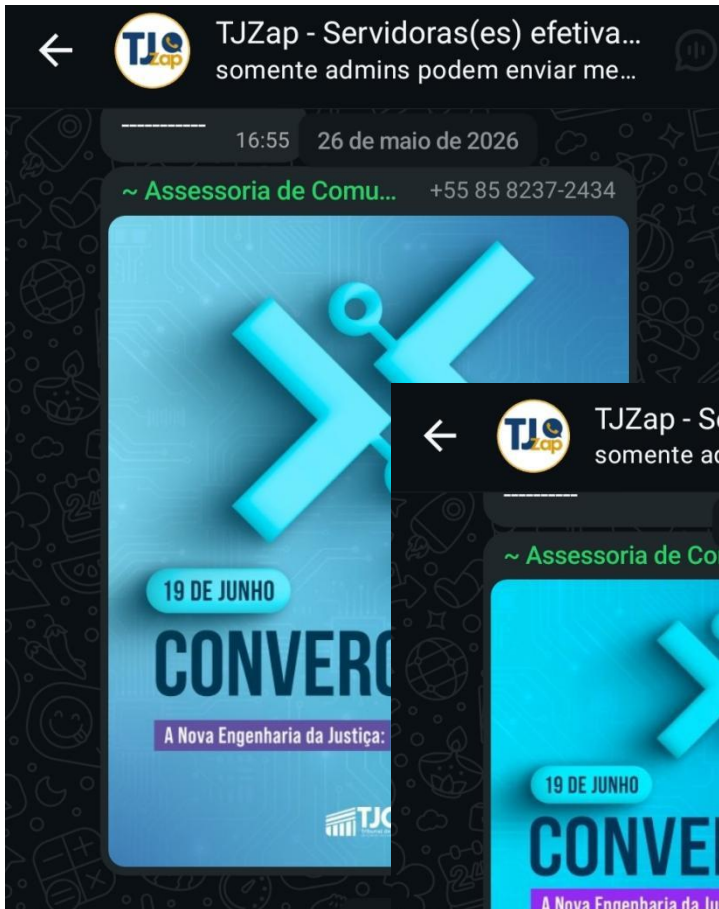 TJZap - Servidoras(es) efetiva...
somente admins podem enviar me...
16:55
26 de maio de 2026
~ Assessoria de Comu...
+55 85 8237-2434
19 DE JUNHO
CONVERG
A Nova Engenharia da Justiça:
TJC
TJZap - Se
somente ad
~ Assessoria de Co
19 DE JUNHO
CONVE
A Nova Engenharia da Ju